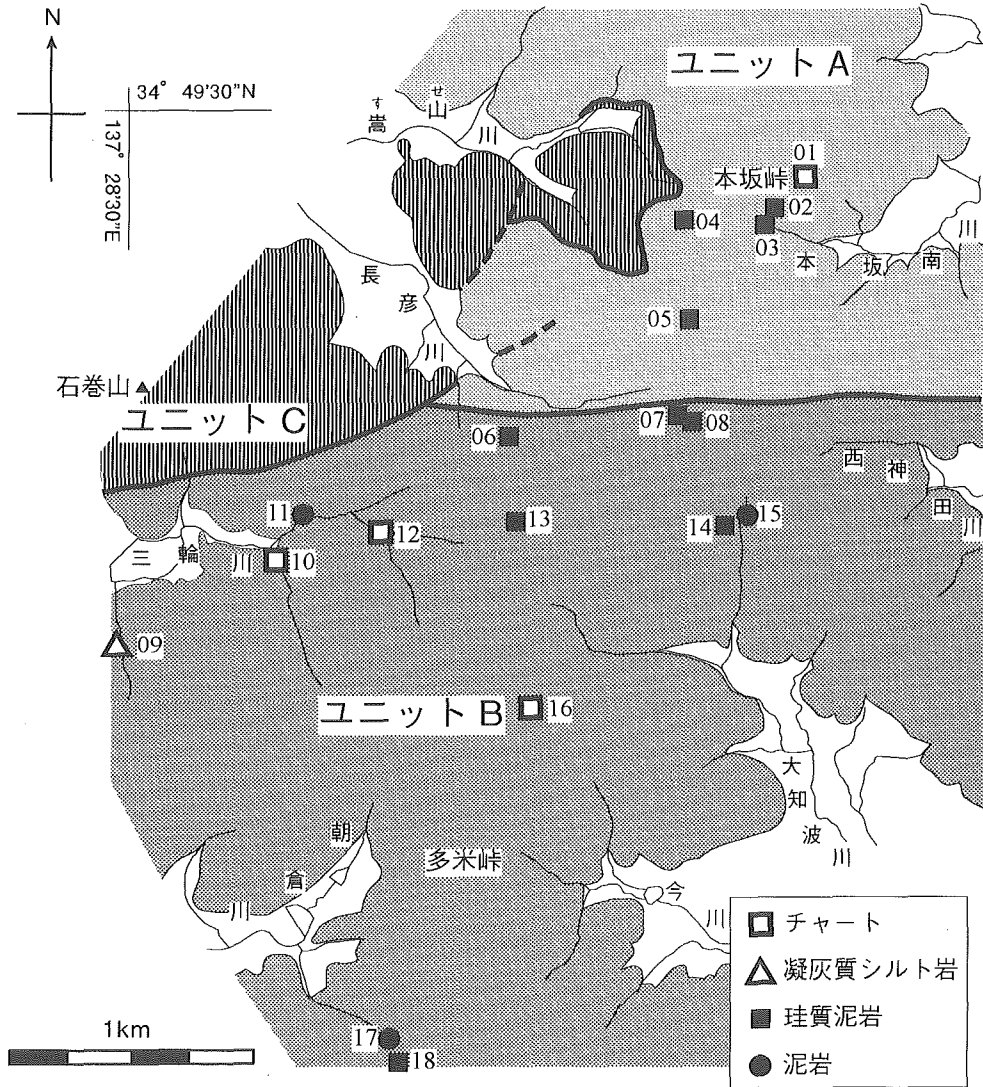 N
34° 49'30"N
137° 28'30"E
ユニットA
す せ
嵩山川
01
本坂峠
02
03
04
本坂南川
長彦川
05
石巻山
ユニットC
06
07
08
西神田川
11
12
13
14
15
三輪川
10
09
ユニットB
16
大知波川
朝倉川
多米峠
今川
チャート
凝灰質シルト岩
珪質泥岩
泥岩
1km
17
18